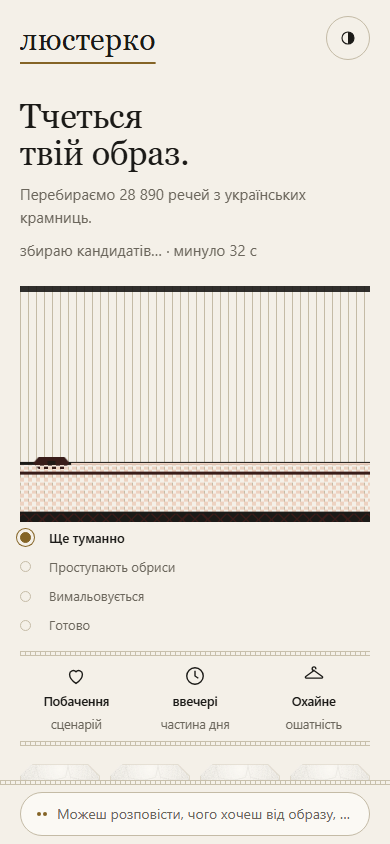 люстерко
Тчеться
твій образ.
Перебираємо 28 890 речей з українських
крамниць.
збираю кандидатів... · минуло 32 с
Ще туманно
Проступають обриси
Вимальовується
Готово
Побачення
ввечері
Охайне
сценарій
частина дня
ошатність
Можеш розповісти, чого хочеш від образу, ...